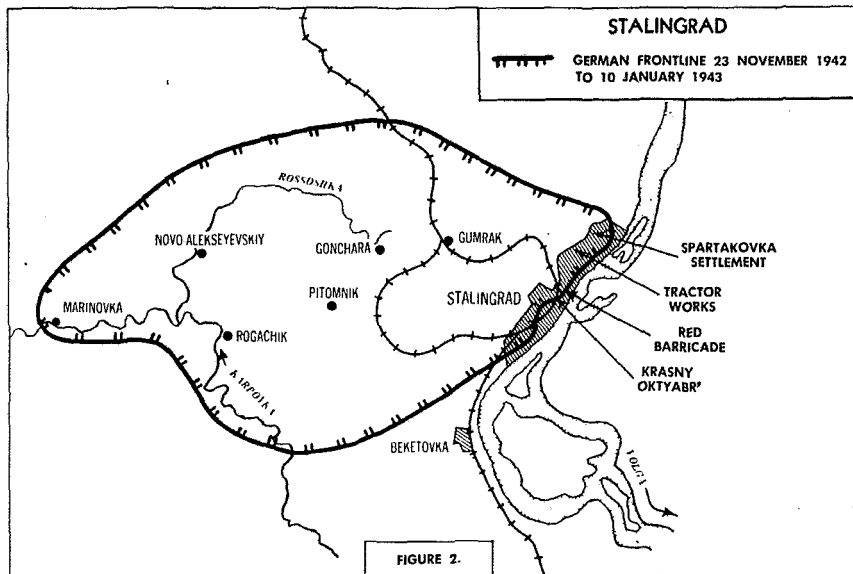 STALINGRAD
GERMAN FRONTLINE 23 NOVEMBER 1942
TO 10 JANUARY 1943
ROSSOSHKA
NOVO ALEKSEYEVSKIY
GONCHARA
GUMRAK
SPARTAKOVKA
SETTLEMENT
PITOMNIK
STALINGRAD
TRACTOR
WORKS
MARINOVKA
ROGACHIK
RED
BARRICADE
KARPOVKA
KRASNY
OKTYABR'
BEKETOVKA
VOLGA
FIGURE 2.